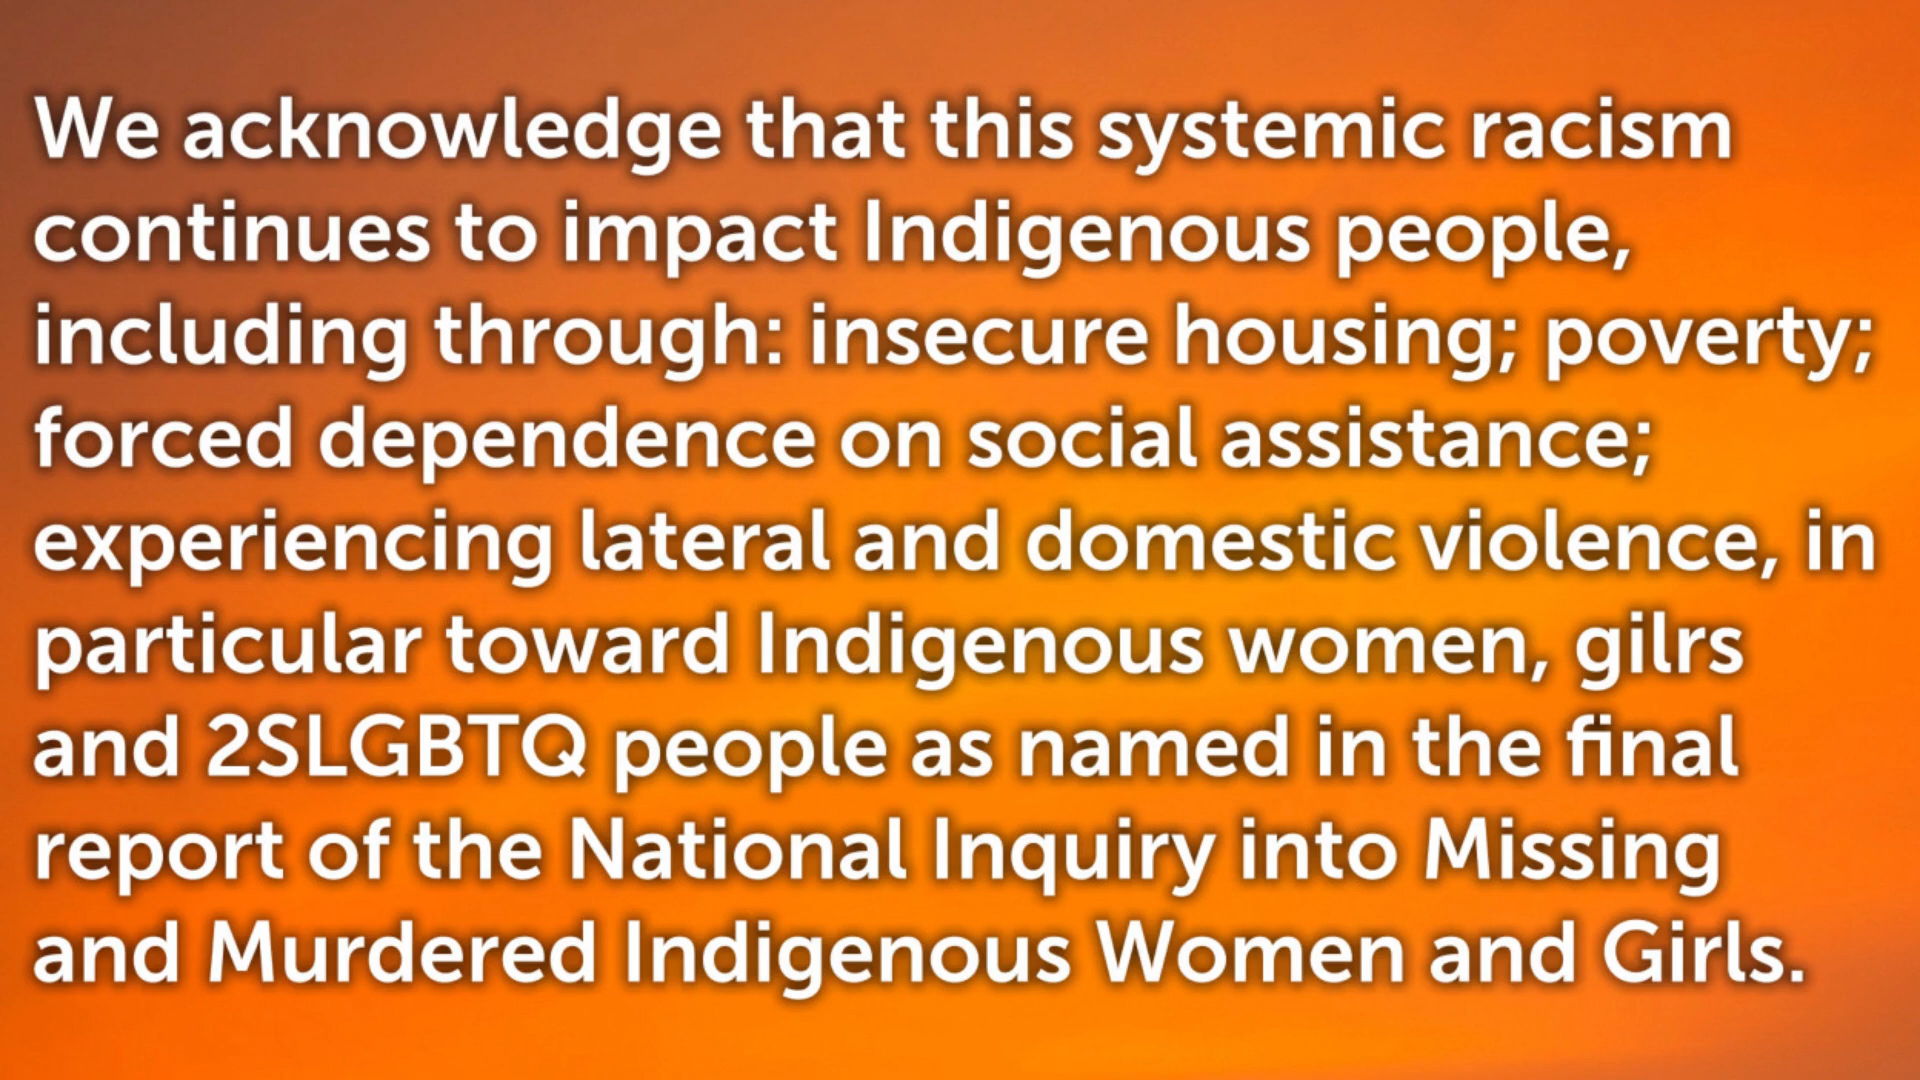 We acknowledge that this systemic racism
continues to impact Indigenous people,
including through: insecure housing; poverty;
forced dependence on social assistance;
experiencing lateral and domestic violence, in
particular toward Indigenous women, gilrs
and 2SLGBTQ people as named in the final
report of the National Inquiry into Missing
and Murdered Indigenous Women and Girls.